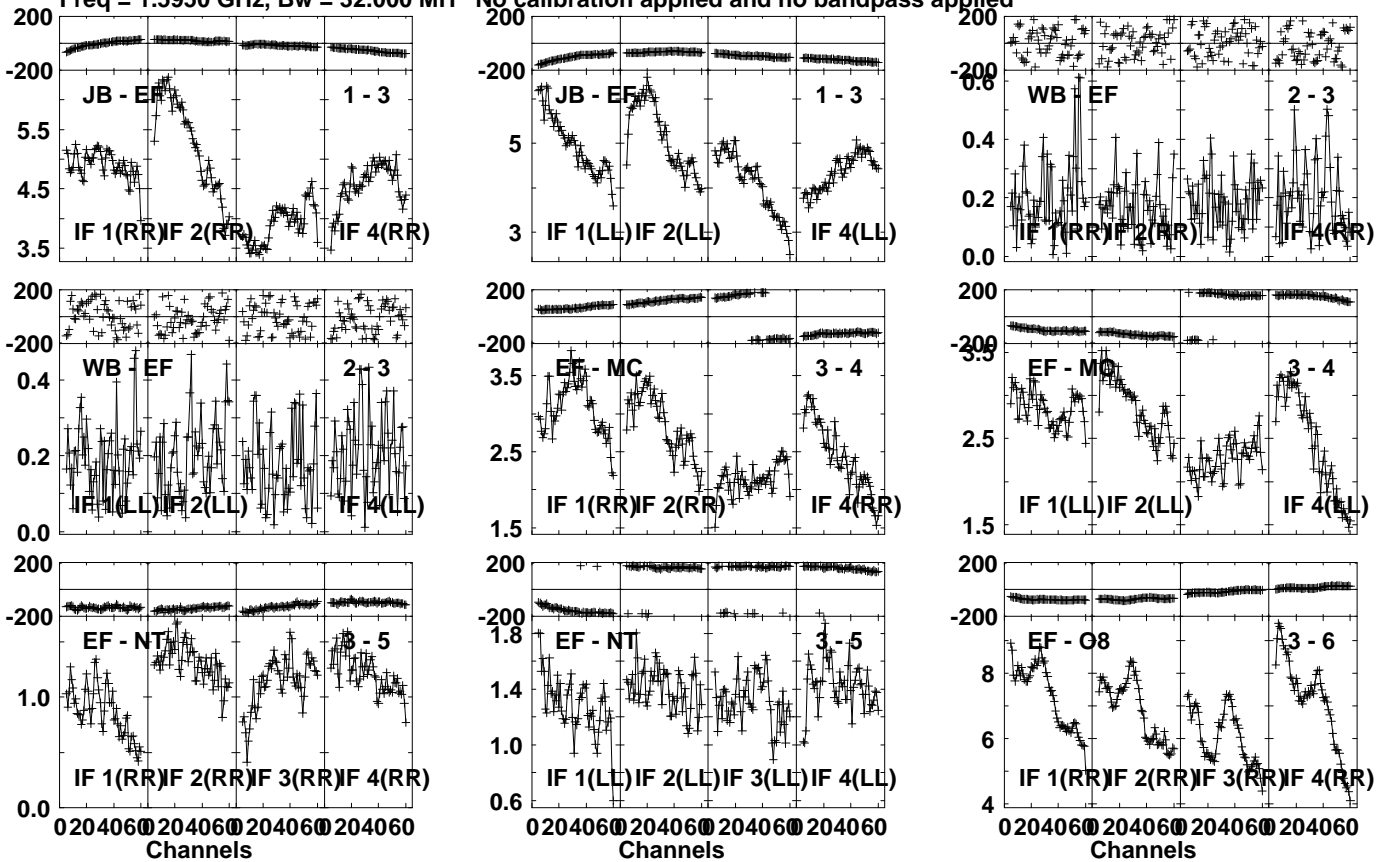 Freq = 1.5950 GHz, Bw = 32.000 MH No calibration applied and no bandpass applied
200
-200
JB - EF 1 - 3
5.5
4.5
3.5
IF 1(RR) IF 2(RR) IF 4(RR)
200
-200
JB - EF 1 - 3
5
3
IF 1(LL) IF 2(LL) IF 4(LL)
200
-200
0.6
WB - EF 2 - 3
0.4
0.2
0.0
IF 1(RR) IF 2(RR) IF 4(RR)
200
-200
WB - EF 2 - 3
0.4
0.2
0.0
IF 1(LL) IF 2(LL) IF 4(LL)
200
-200
EF - MC 3 - 4
3.5
2.5
1.5
IF 1(RR) IF 2(RR) IF 4(RR)
200
-200
3.5
EF - MC 3 - 4
2.5
1.5
IF 1(LL) IF 2(LL) IF 4(LL)
200
-200
EF - NT 3 - 5
1.0
0.0
IF 1(RR) IF 2(RR) IF 3(RR) IF 4(RR)
0 20 40 60 0 20 40 60 0 20 40 60 0 20 40 60
Channels
200
-200
1.8
EF - NT 3 - 5
1.4
1.0
0.6
IF 1(LL) IF 2(LL) IF 3(LL) IF 4(LL)
0 20 40 60 0 20 40 60 0 20 40 60 0 20 40 60
Channels
200
-200
EF - O8 3 - 6
8
6
4
IF 1(RR) IF 2(RR) IF 3(RR) IF 4(RR)
0 20 40 60 0 20 40 60 0 20 40 60 0 20 40 60
Channels